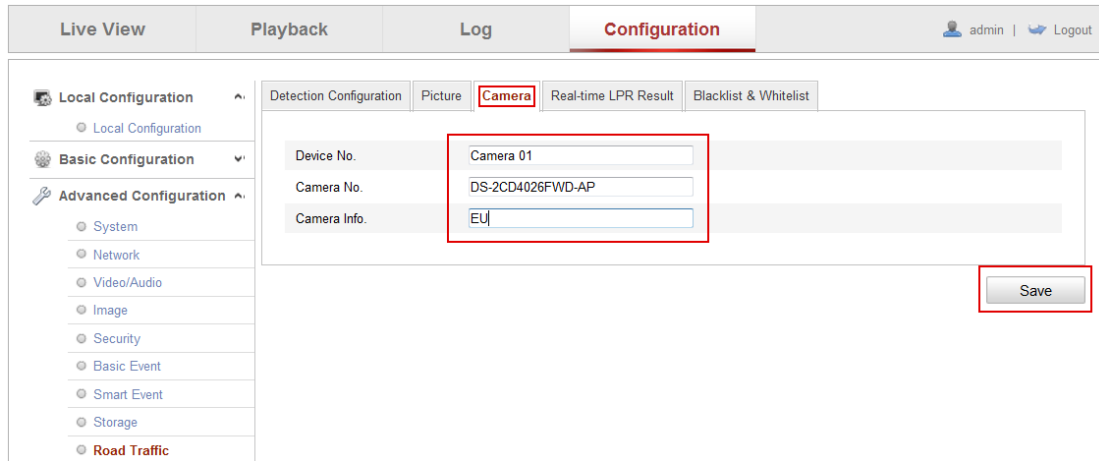 Live View Playback Log Configuration admin | Logout
Local Configuration
Local Configuration
Basic Configuration
Advanced Configuration
System
Network
Video/Audio
Image
Security
Basic Event
Smart Event
Storage
Road Traffic
Detection Configuration Picture Camera Real-time LPR Result Blacklist & Whitelist
Device No. Camera 01
Camera No. DS-2CD4026FWD-AP
Camera Info. EU
Save